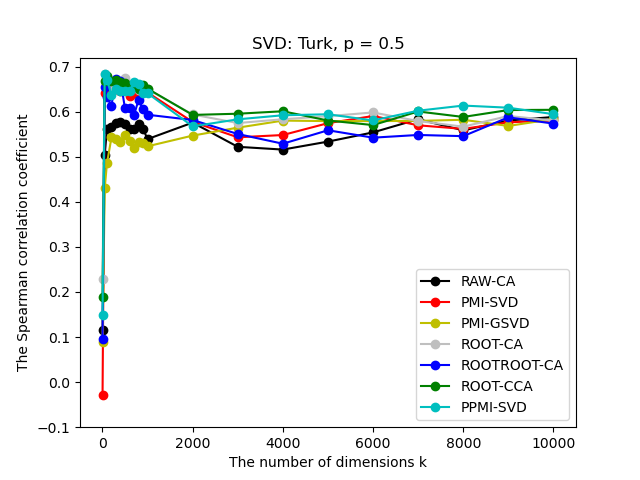 SVD: Turk, p = 0.5
The Spearman correlation coefficient
0.7
0.6
0.5
0.4
0.3
0.2
0.1
0.0
−0.1
RAW-CA
PMI-SVD
PMI-GSVD
ROOT-CA
ROOTROOT-CA
ROOT-CCA
PPMI-SVD
0 2000 4000 6000 8000 10000
The number of dimensions k